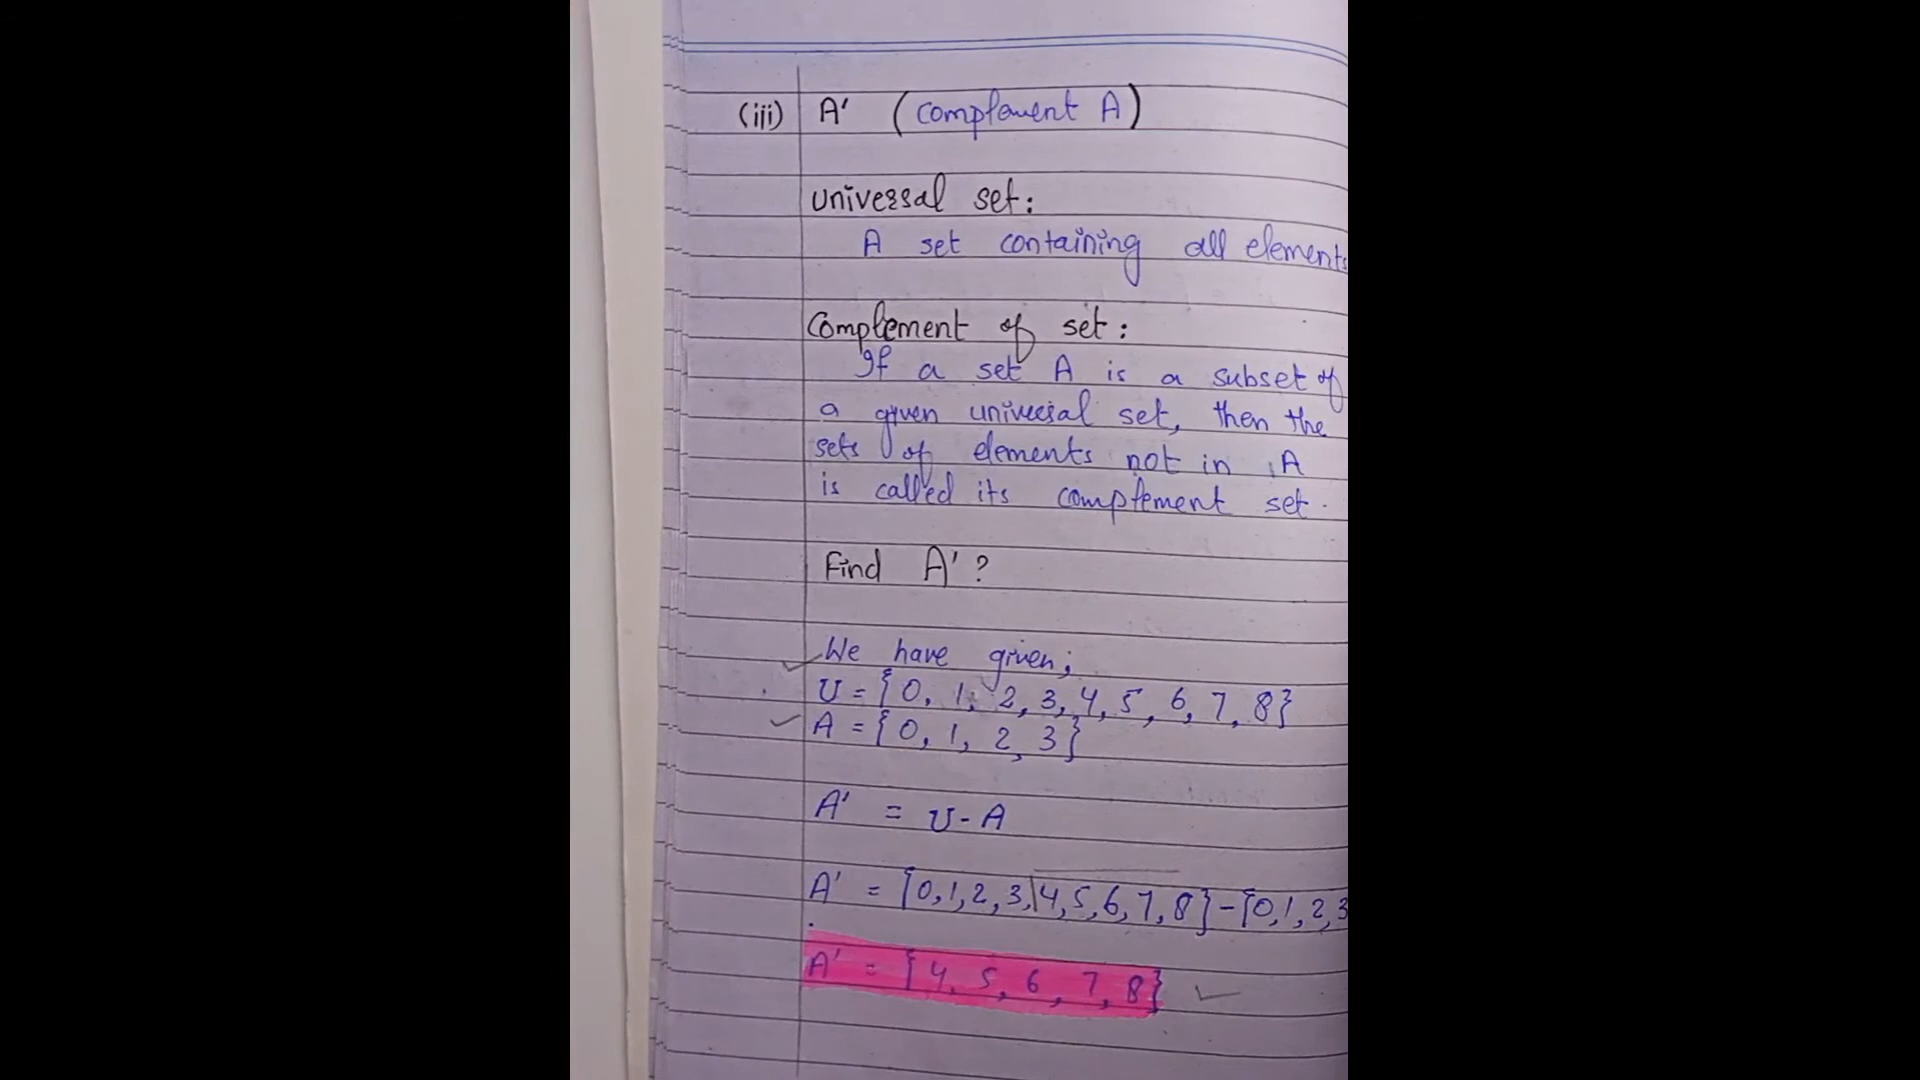 (iii) A' (complement A)
universal set:
A set containing all elements
Complement of set:
If a set A is a subset of
a given universal set, then the
sets of elements not in A
is called its complement set.
Find A'?
We have given;
U = {0, 1, 2, 3, 4, 5, 6, 7, 8}
A = {0, 1, 2, 3}
A' = U - A
A' = {0,1,2,3,4,5,6,7,8} - {0,1,2,3
A' = {4, 5, 6, 7, 8}